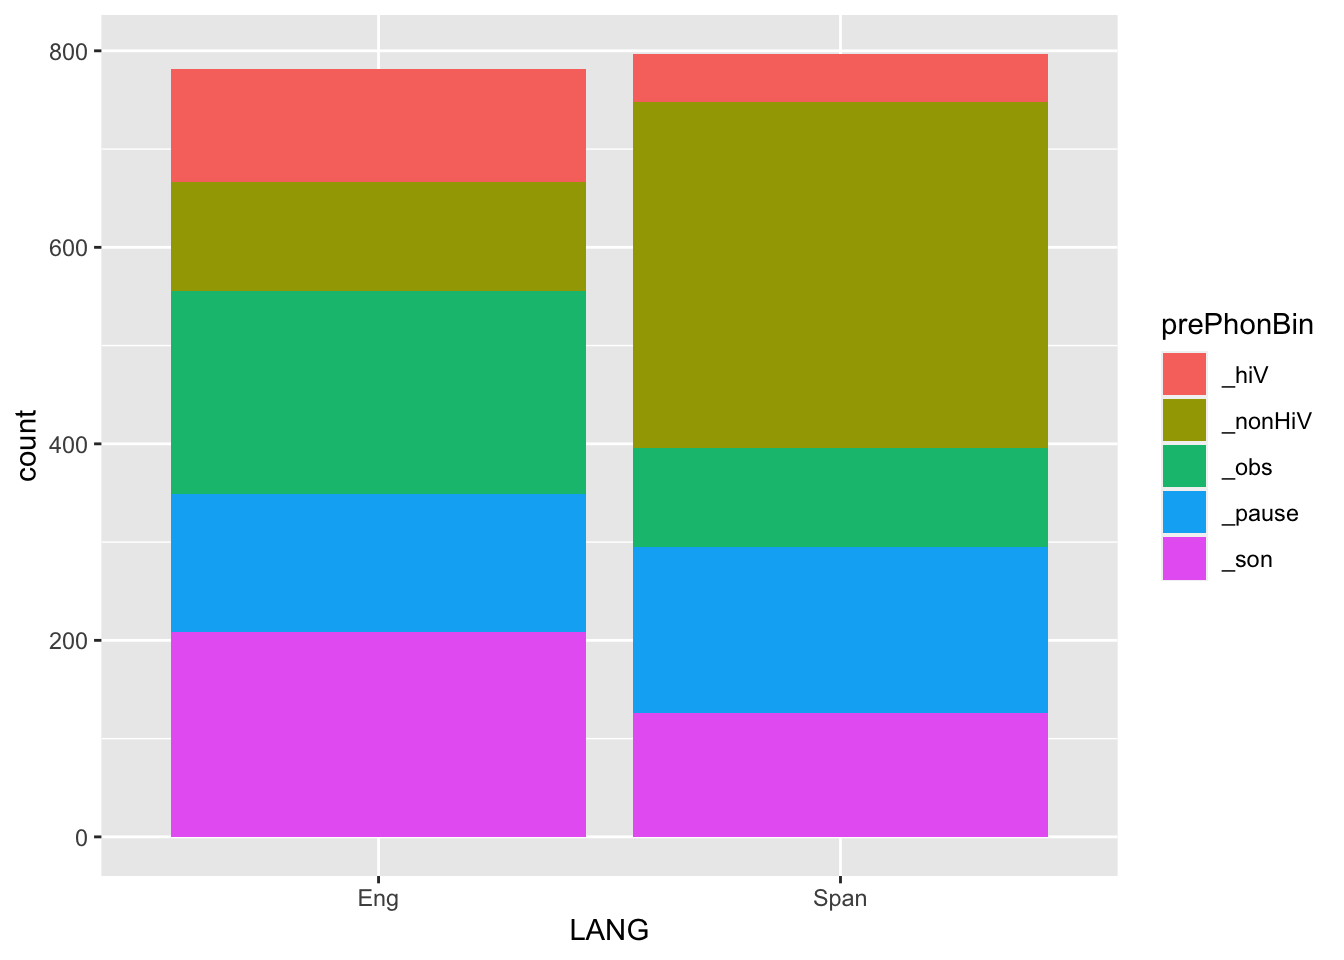 800
600
400
200
0
count
Eng
Span
LANG
prePhonBin
_hiV
_nonHiV
_obs
_pause
_son